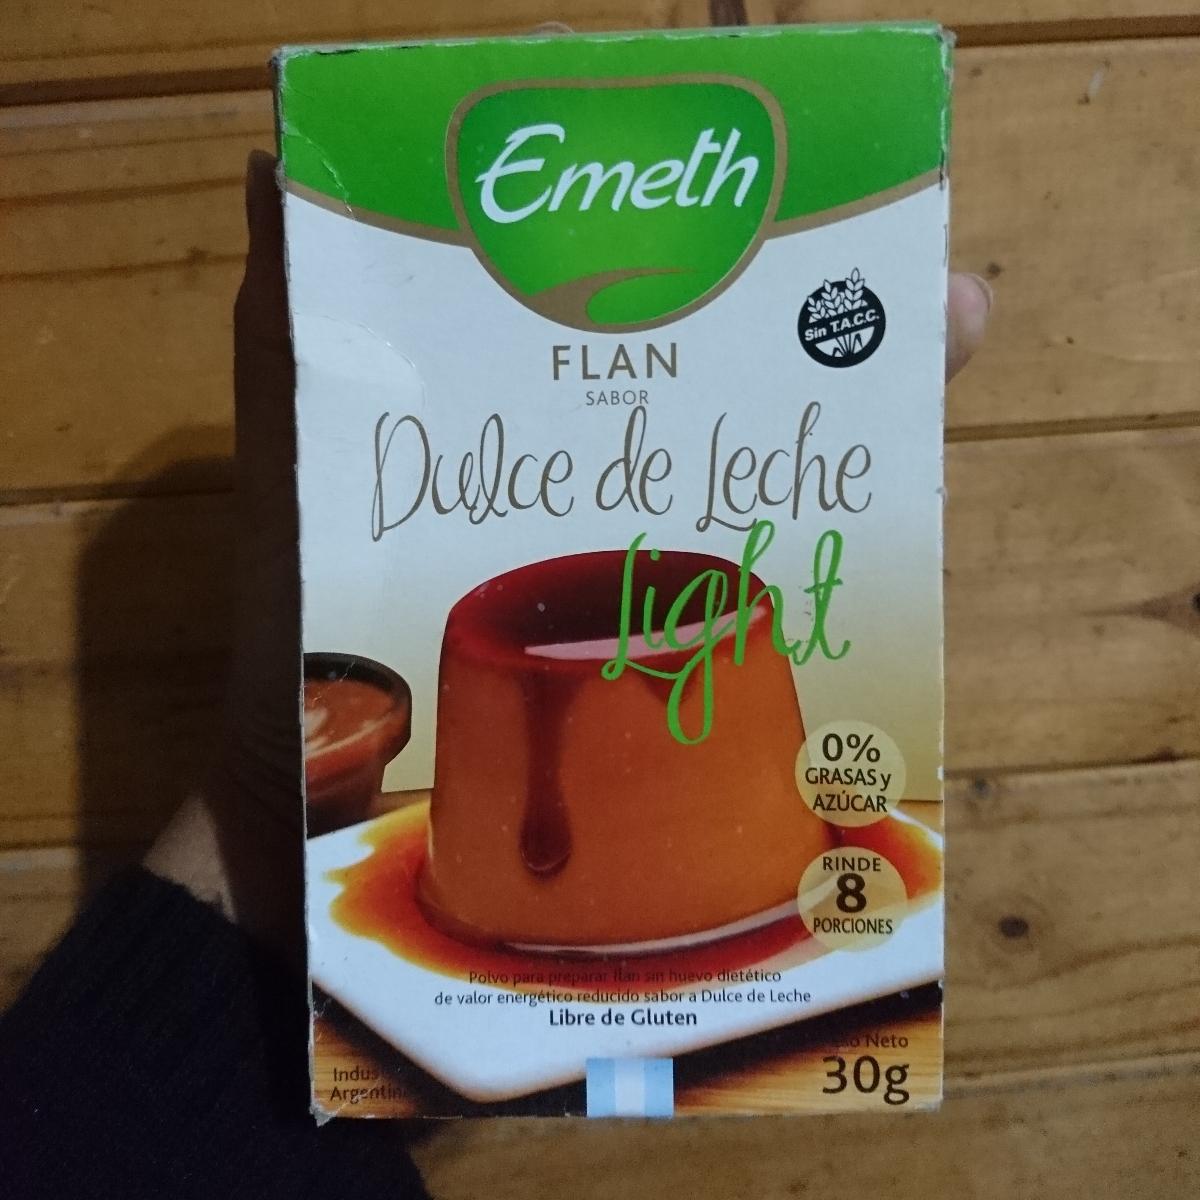 Emeth
Sin T.A.C.C.
FLAN
SABOR
Dulce de Leche
Light
0%
GRASAS y
AZÚCAR
RINDE
8
PORCIONES
Polvo para preparar flan sin huevo dietético
de valor energético reducido sabor a Dulce de Leche
Libre de Gluten
Neto
30g